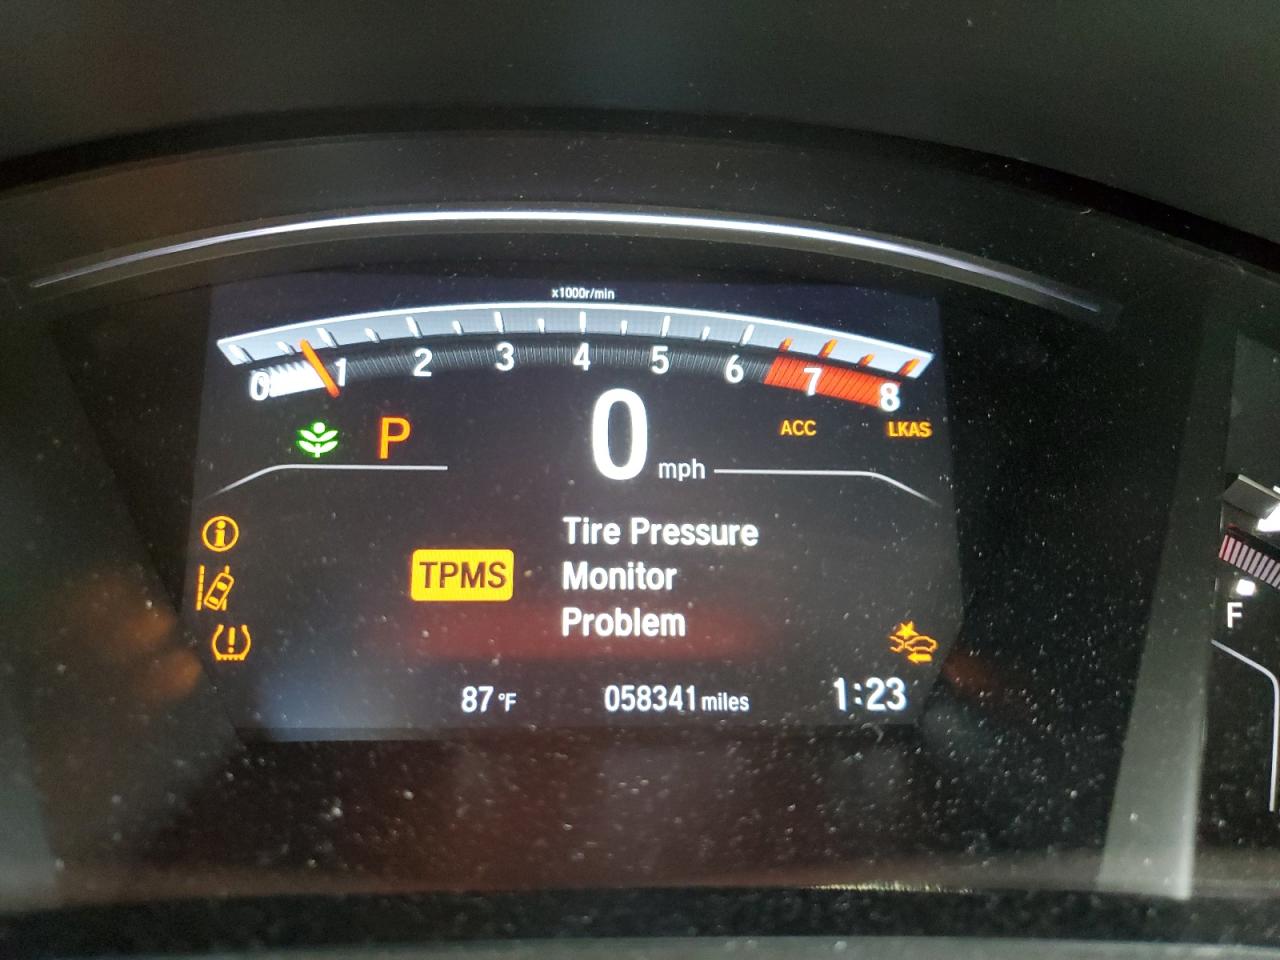 x1000r/min
0 1 2 3 4 5 6 7 8
P
0 mph
ACC
LKAS
Tire Pressure
TPMS
Monitor
Problem
F
87 °F
058341 miles
1:23